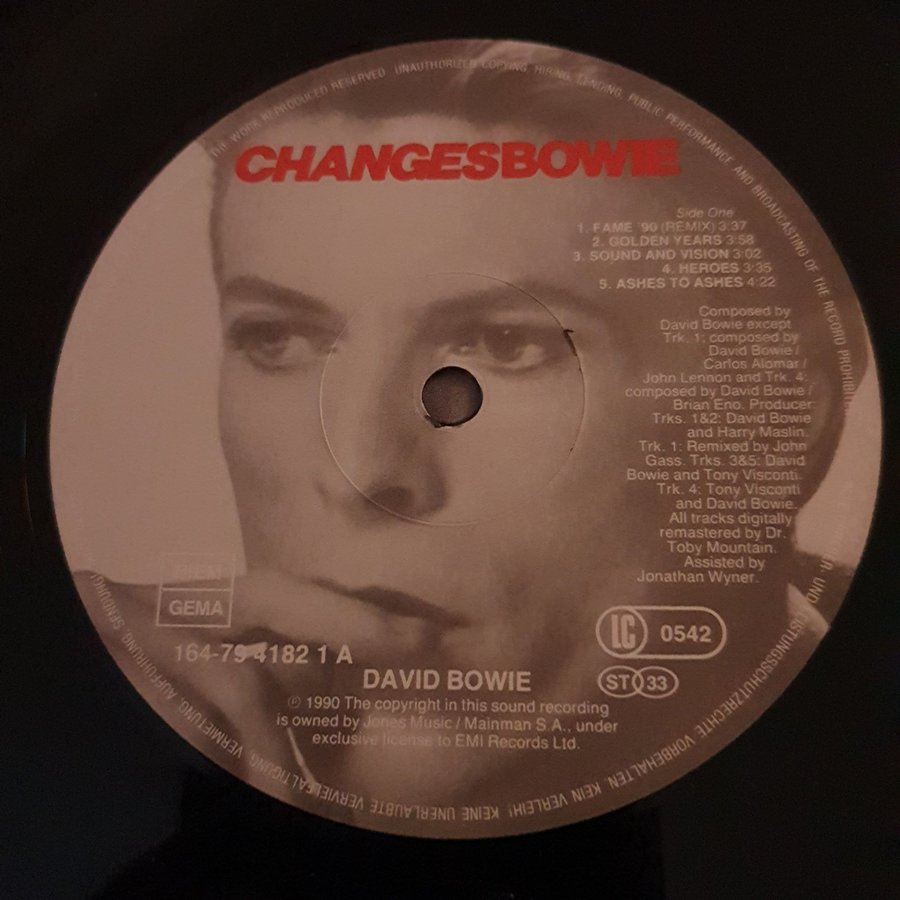 THE WORK REPRODUCED RESERVED. UNAUTHORIZED COPYING, HIRING, LENDING, PUBLIC PERFORMANCE AND BROADCASTING OF THE RECORD PROHIBITED
CHANGESBOWIE
Side One
1. FAME '90 (REMIX) 3:37
2. GOLDEN YEARS 3:58
3. SOUND AND VISION 3:02
4. HEROES 3:35
5. ASHES TO ASHES 4:22
Composed by
David Bowie except
Trk. 1: composed by
David Bowie /
Carlos Alomar /
John Lennon and Trk. 4:
composed by David Bowie /
Brian Eno. Producer
Trks. 1&2: David Bowie
and Harry Maslin.
Trk. 1: Remixed by John
Gass. Trks. 3&5: David
Bowie and Tony Visconti.
Trk. 4: Tony Visconti
and David Bowie.
All tracks digitally
remastered by Dr.
Toby Mountain.
Assisted by
Jonathan Wyner.
BIEM
GEMA
LC 0542
164-79 4182 1 A
DAVID BOWIE
ST 33
℗ 1990 The copyright in this sound recording
is owned by Jones Music / Mainman S.A., under
exclusive license to EMI Records Ltd.
R. UND LEISTUNGSSCHUTZRECHTE VORBEHALTEN. KEIN VERLEIH! KEINE UNERLAUBTE VERVIELFÄLTIGUNG, VERMIETUNG, AUFFÜHRUNG, SENDUNG!